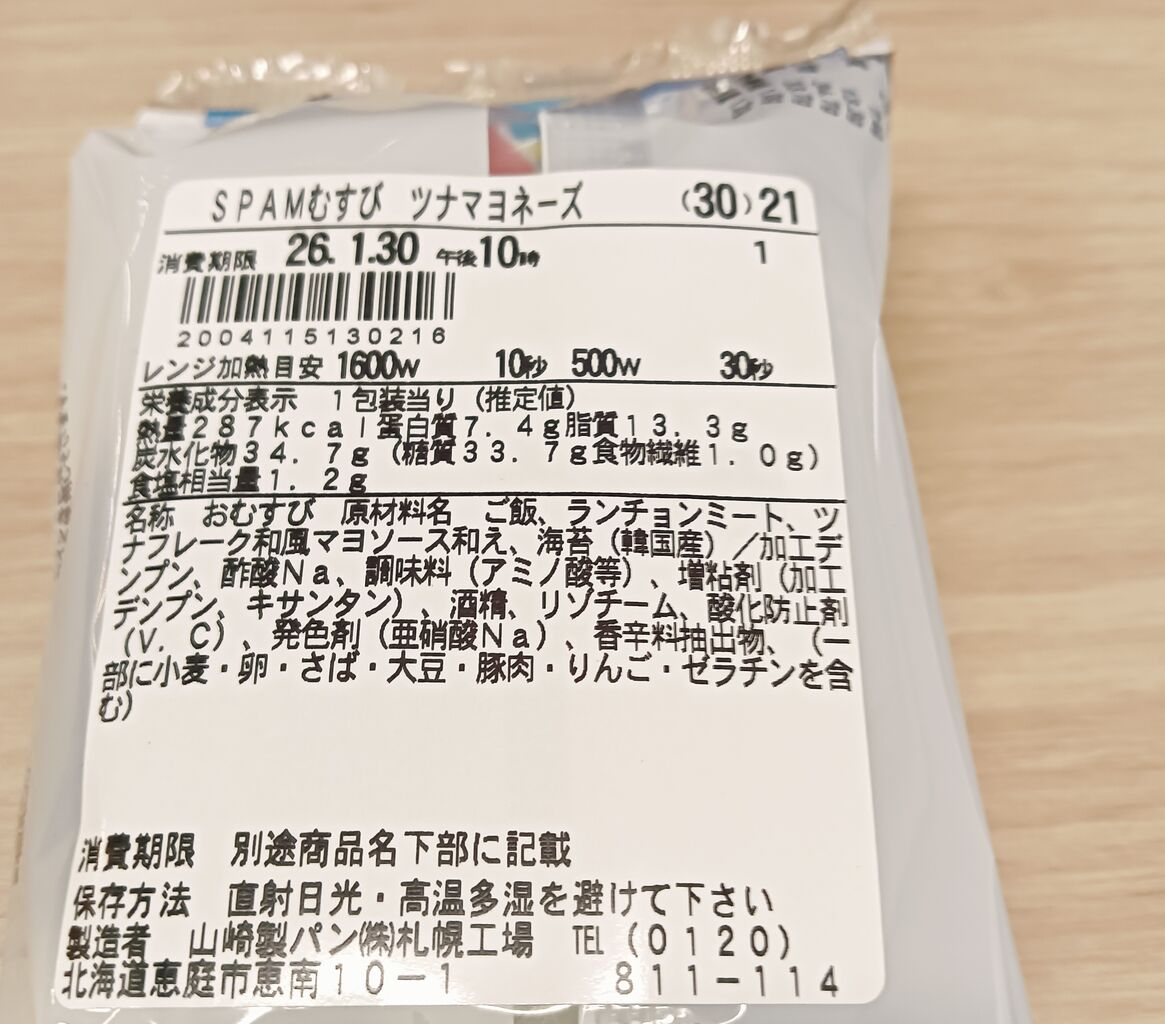 SPAMむすび ツナマヨネーズ (30)21
消費期限 26. 1.30 午後10時 1
2004115130216
レンジ加熱目安 1600W 10秒 500W 30秒
栄養成分表示 1包装当り(推定値)
熱量287kcal蛋白質7.4g脂質13.3g
炭水化物34.7g(糖質33.7g食物繊維1.0g)
食塩相当量1.2g
名称 おむすび 原材料名 ご飯、ランチョンミート、ツ
ナフレーク和風マヨソース和え、海苔(韓国産)/加工デ
ンプン、酢酸Na、調味料(アミノ酸等)、増粘剤(加工
デンプン、キサンタン)、酒精、リゾチーム、酸化防止剤
(V.C)、発色剤(亜硝酸Na)、香辛料抽出物、(一
部に小麦・卵・さば・大豆・豚肉・りんご・ゼラチンを含
む)
消費期限 別途商品名下部に記載
保存方法 直射日光・高温多湿を避けて下さい
製造者 山崎製パン(株)札幌工場 TEL(0120)
北海道恵庭市恵南10-1 811-114